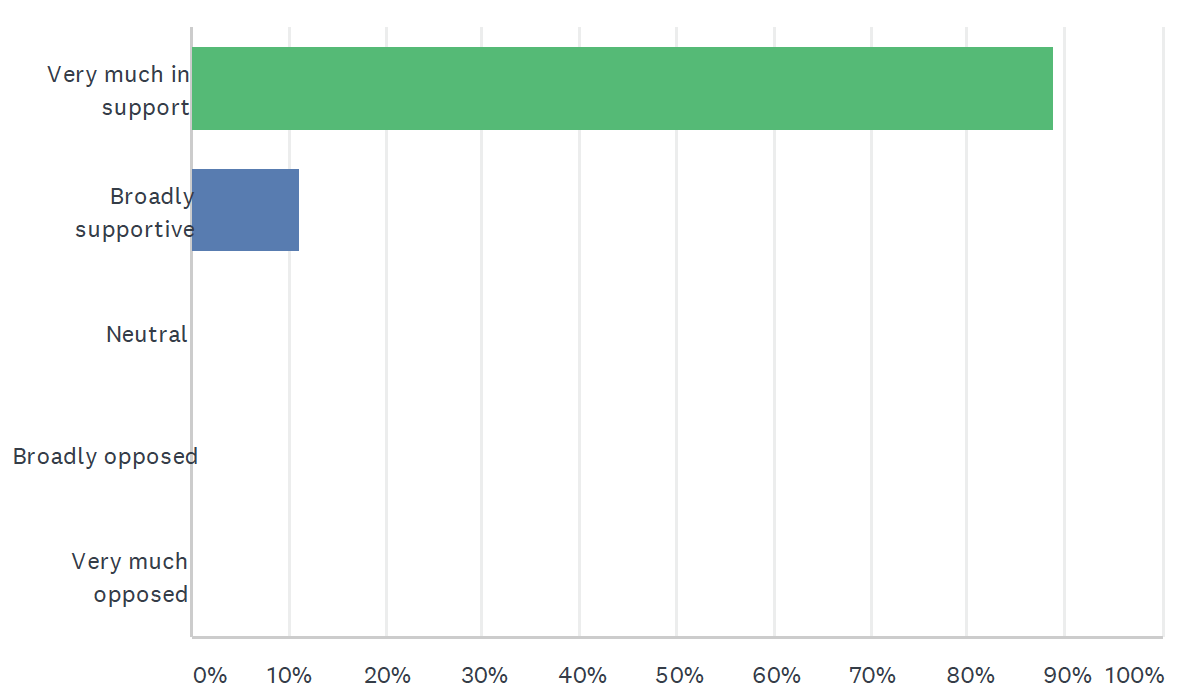 Very much in
support
Broadly
supportive
Neutral
Broadly opposed
Very much
opposed
0% 10% 20% 30% 40% 50% 60% 70% 80% 90% 100%